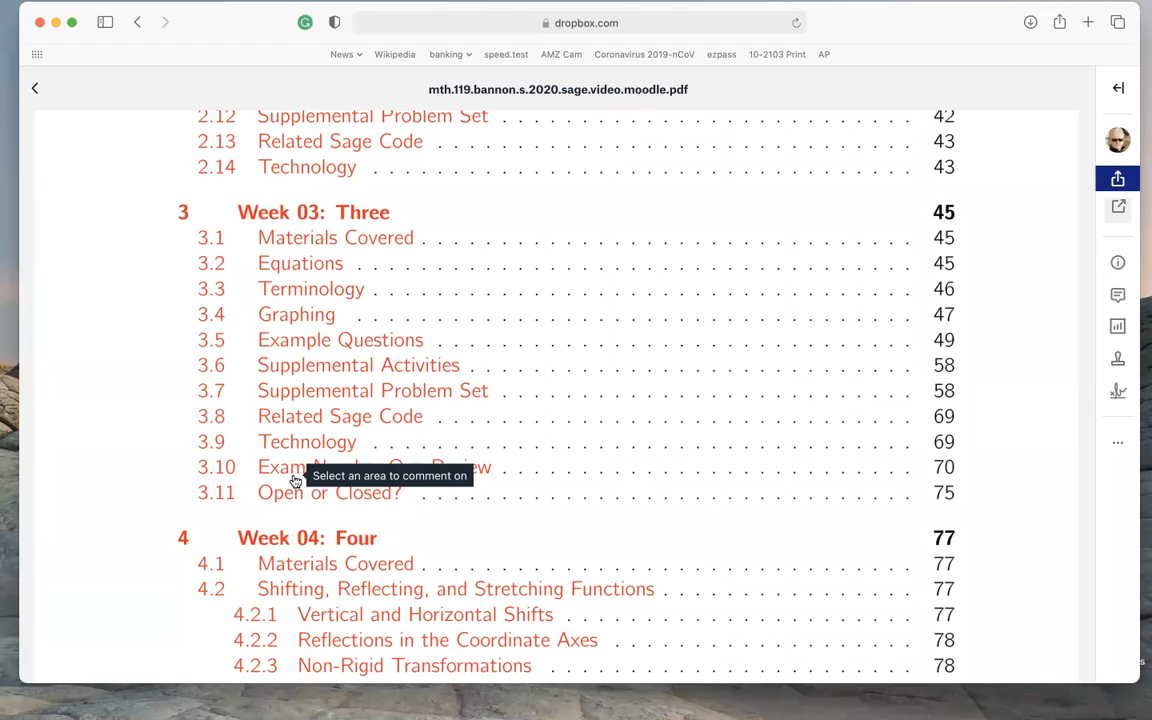 dropbox.com
News Wikipedia banking speed.test AMZ Cam Coronavirus 2019-nCoV ezpass 10-2103 Print AP
mth.119.bannon.s.2020.sage.video.moodle.pdf
2.12 Supplemental Problem Set . . . . . . . . . . . . . . . . . . . . . . 42
2.13 Related Sage Code . . . . . . . . . . . . . . . . . . . . . . . . . 43
2.14 Technology . . . . . . . . . . . . . . . . . . . . . . . . . . . . 43
3 Week 03: Three 45
3.1 Materials Covered . . . . . . . . . . . . . . . . . . . . . . . . . 45
3.2 Equations . . . . . . . . . . . . . . . . . . . . . . . . . . . . . 45
3.3 Terminology . . . . . . . . . . . . . . . . . . . . . . . . . . . . 46
3.4 Graphing . . . . . . . . . . . . . . . . . . . . . . . . . . . . . 47
3.5 Example Questions . . . . . . . . . . . . . . . . . . . . . . . . . 49
3.6 Supplemental Activities . . . . . . . . . . . . . . . . . . . . . . . 58
3.7 Supplemental Problem Set . . . . . . . . . . . . . . . . . . . . . . 58
3.8 Related Sage Code . . . . . . . . . . . . . . . . . . . . . . . . . 69
3.9 Technology . . . . . . . . . . . . . . . . . . . . . . . . . . . . 69
3.10 Exam . . . . . . . . . . . . . . . . . . . . . . 70
Select an area to comment on
3.11 Open or Closed? . . . . . . . . . . . . . . . . . . . . . . . . . 75
4 Week 04: Four 77
4.1 Materials Covered . . . . . . . . . . . . . . . . . . . . . . . . . 77
4.2 Shifting, Reflecting, and Stretching Functions . . . . . . . . . . . . . 77
4.2.1 Vertical and Horizontal Shifts . . . . . . . . . . . . . . . . . . . 77
4.2.2 Reflections in the Coordinate Axes . . . . . . . . . . . . . . . . 78
4.2.3 Non-Rigid Transformations . . . . . . . . . . . . . . . . . . . . 78